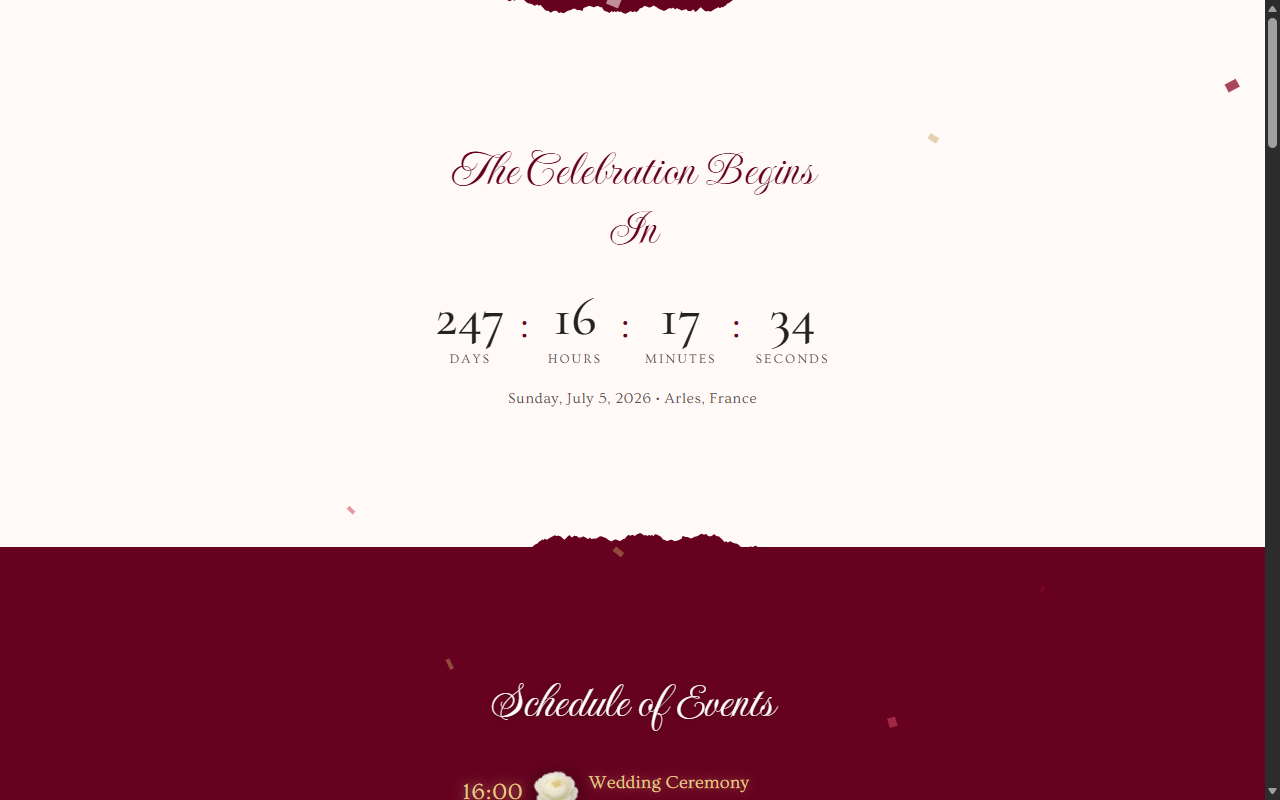 The Celebration Begins
In
247 : 16 : 17 : 34
DAYS HOURS MINUTES SECONDS
Sunday, July 5, 2026 • Arles, France
Schedule of Events
16:00 Wedding Ceremony